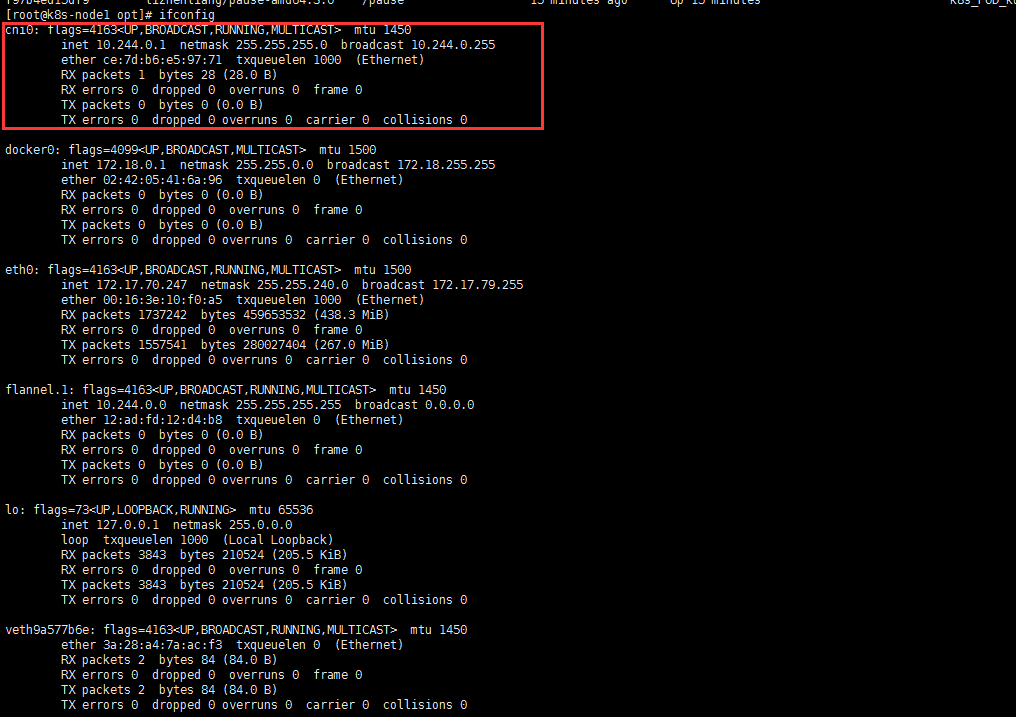 [root@k8s-node1 opt]# ifconfig
cni0: flags=4163<UP,BROADCAST,RUNNING,MULTICAST>  mtu 1450
        inet 10.244.0.1  netmask 255.255.255.0  broadcast 10.244.0.255
        ether ce:7d:b6:e5:97:71  txqueuelen 1000  (Ethernet)
        RX packets 1  bytes 28 (28.0 B)
        RX errors 0  dropped 0  overruns 0  frame 0
        TX packets 0  bytes 0 (0.0 B)
        TX errors 0  dropped 0 overruns 0  carrier 0  collisions 0
docker0: flags=4099<UP,BROADCAST,MULTICAST>  mtu 1500
        inet 172.18.0.1  netmask 255.255.0.0  broadcast 172.18.255.255
        ether 02:42:05:41:6a:96  txqueuelen 0  (Ethernet)
        RX packets 0  bytes 0 (0.0 B)
        RX errors 0  dropped 0  overruns 0  frame 0
        TX packets 0  bytes 0 (0.0 B)
        TX errors 0  dropped 0 overruns 0  carrier 0  collisions 0
eth0: flags=4163<UP,BROADCAST,RUNNING,MULTICAST>  mtu 1500
        inet 172.17.70.247  netmask 255.255.240.0  broadcast 172.17.79.255
        ether 00:16:3e:10:f0:a5  txqueuelen 1000  (Ethernet)
        RX packets 1737242  bytes 459653532 (438.3 MiB)
        RX errors 0  dropped 0  overruns 0  frame 0
        TX packets 1557541  bytes 280027404 (267.0 MiB)
        TX errors 0  dropped 0 overruns 0  carrier 0  collisions 0
flannel.1: flags=4163<UP,BROADCAST,RUNNING,MULTICAST>  mtu 1450
        inet 10.244.0.0  netmask 255.255.255.255  broadcast 0.0.0.0
        ether 12:ad:fd:12:d4:b8  txqueuelen 0  (Ethernet)
        RX packets 0  bytes 0 (0.0 B)
        RX errors 0  dropped 0  overruns 0  frame 0
        TX packets 0  bytes 0 (0.0 B)
        TX errors 0  dropped 0 overruns 0  carrier 0  collisions 0
lo: flags=73<UP,LOOPBACK,RUNNING>  mtu 65536
        inet 127.0.0.1  netmask 255.0.0.0
        loop  txqueuelen 1000  (Local Loopback)
        RX packets 3843  bytes 210524 (205.5 KiB)
        RX errors 0  dropped 0  overruns 0  frame 0
        TX packets 3843  bytes 210524 (205.5 KiB)
        TX errors 0  dropped 0 overruns 0  carrier 0  collisions 0
veth9a577b6e: flags=4163<UP,BROADCAST,RUNNING,MULTICAST>  mtu 1450
        ether 3a:28:a4:7a:ac:f3  txqueuelen 0  (Ethernet)
        RX packets 2  bytes 84 (84.0 B)
        RX errors 0  dropped 0  overruns 0  frame 0
        TX packets 2  bytes 84 (84.0 B)
        TX errors 0  dropped 0 overruns 0  carrier 0  collisions 0